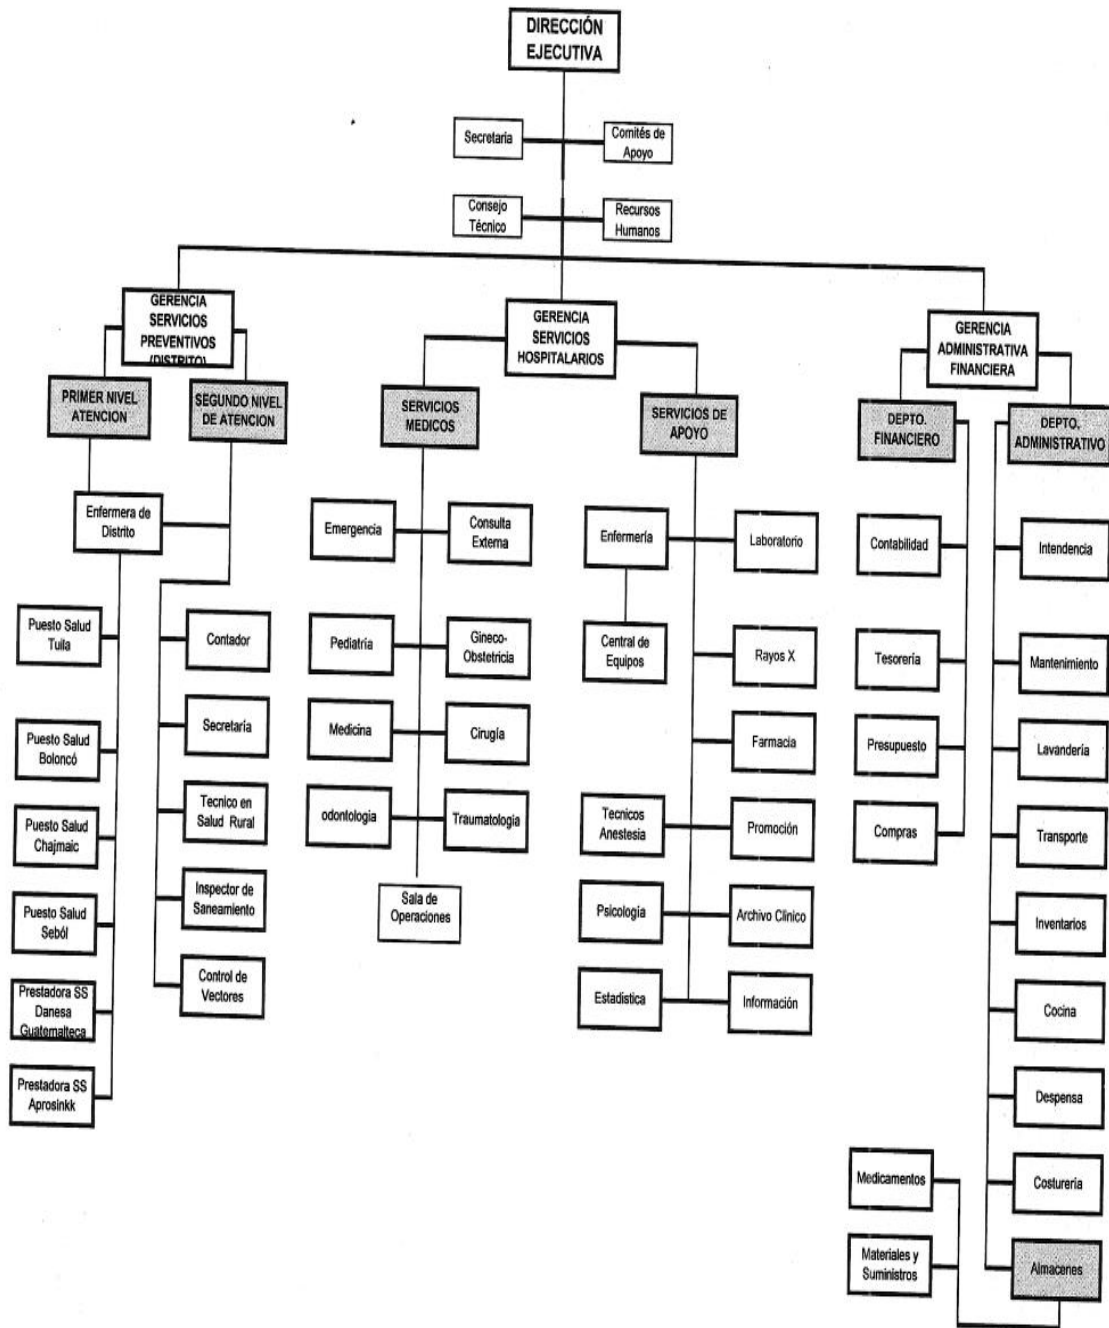 DIRECCIÓN
EJECUTIVA
Secretaria
Comités de
Apoyo
Consejo
Técnico
Recursos
Humanos
GERENCIA
SERVICIOS
PREVENTIVOS
(DISTRITO)
GERENCIA
SERVICIOS
HOSPITALARIOS
GERENCIA
ADMINISTRATIVA
FINANCIERA
PRIMER NIVEL
ATENCION
SEGUNDO NIVEL
DE ATENCION
SERVICIOS
MEDICOS
SERVICIOS DE
APOYO
DEPTO.
FINANCIERO
DEPTO.
ADMINISTRATIVO
Enfermera de
Distrito
Puesto Salud
Tuila
Puesto Salud
Boloncó
Puesto Salud
Chajmaic
Puesto Salud
Seból
Prestadora SS
Danesa
Guatemalteca
Prestadora SS
Aprosinkk
Contador
Secretaría
Tecnico en
Salud Rural
Inspector de
Saneamiento
Control de
Vectores
Emergencia
Consulta
Externa
Pediatría
Gineco-
Obstetricia
Medicina
Cirugía
odontologia
Traumatologia
Sala de
Operaciones
Enfermería
Laboratorio
Central de
Equipos
Rayos X
Farmacia
Tecnicos
Anestesia
Promoción
Psicología
Archivo Clinico
Estadistica
Información
Contabilidad
Tesorería
Presupuesto
Compras
Intendencia
Mantenimiento
Lavandería
Transporte
Inventarios
Cocina
Despensa
Costurería
Almacenes
Medicamentos
Materiales y
Suministros